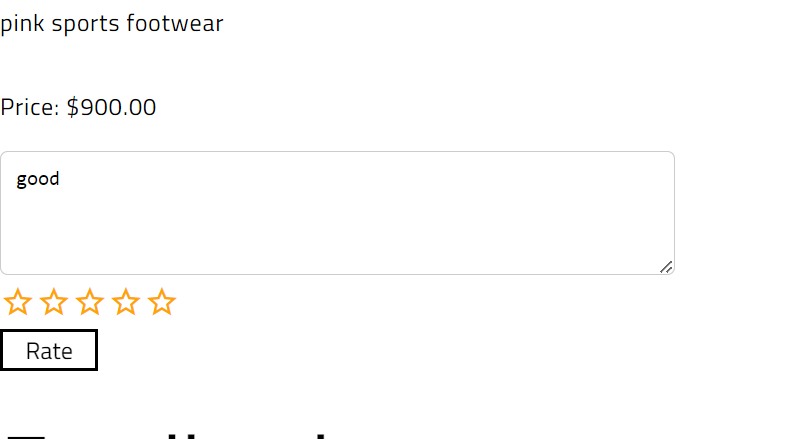 pink sports footwear
Price: $900.00
good
Rate